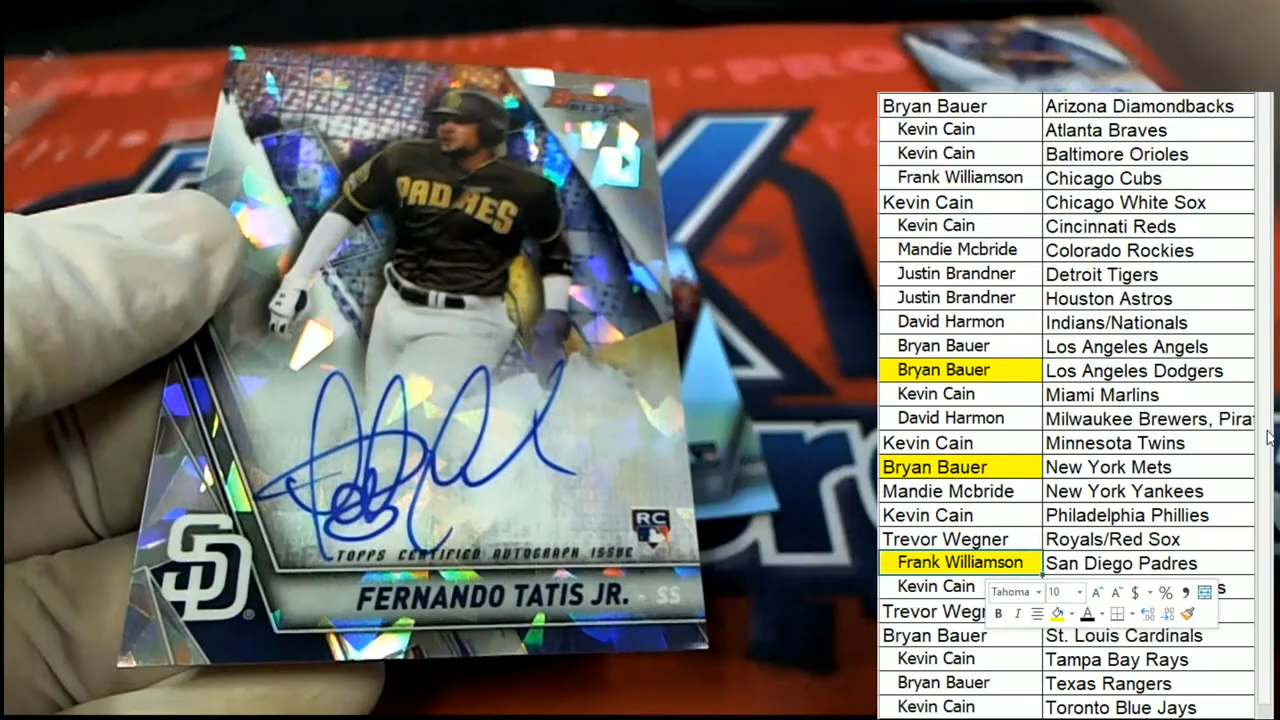 Bowman's
BEST
PADRES
RC
TOPPS CERTIFIED AUTOGRAPH ISSUE
SD
FERNANDO TATIS JR. - SS
Bryan Bauer Arizona Diamondbacks
Kevin Cain Atlanta Braves
Kevin Cain Baltimore Orioles
Frank Williamson Chicago Cubs
Kevin Cain Chicago White Sox
Kevin Cain Cincinnati Reds
Mandie Mcbride Colorado Rockies
Justin Brandner Detroit Tigers
Justin Brandner Houston Astros
David Harmon Indians/Nationals
Bryan Bauer Los Angeles Angels
Bryan Bauer Los Angeles Dodgers
Kevin Cain Miami Marlins
David Harmon Milwaukee Brewers, Pirat
Kevin Cain Minnesota Twins
Bryan Bauer New York Mets
Mandie Mcbride New York Yankees
Kevin Cain Philadelphia Phillies
Trevor Wegner Royals/Red Sox
Frank Williamson San Diego Padres
Kevin Cain
Tahoma 10 A A $ % ,
Trevor Wegr
B I A
Bryan Bauer St. Louis Cardinals
Kevin Cain Tampa Bay Rays
Bryan Bauer Texas Rangers
Kevin Cain Toronto Blue Jays